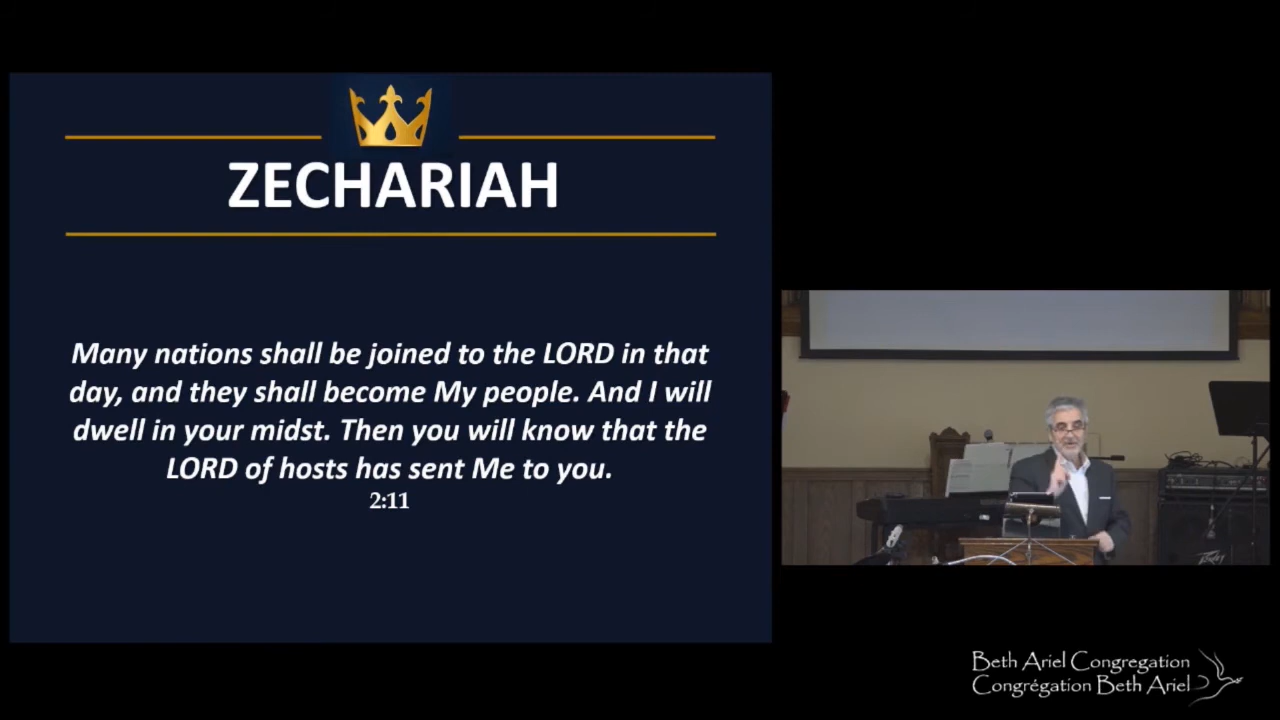 ZECHARIAH
Many nations shall be joined to the LORD in that
day, and they shall become My people. And I will
dwell in your midst. Then you will know that the
LORD of hosts has sent Me to you.
2:11
Peavey
Beth Ariel Congregation
Congrégation Beth Ariel